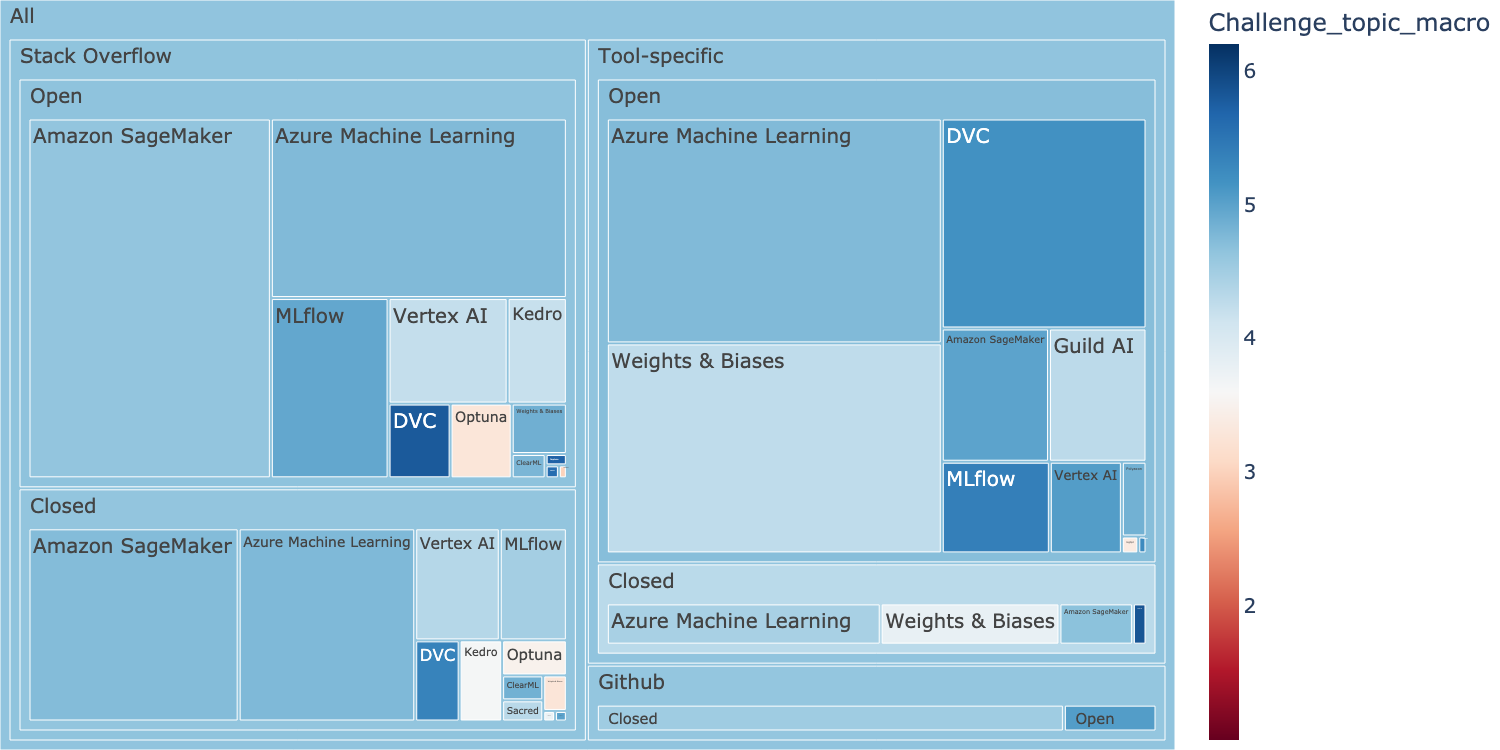 All
Challenge_topic_macro
Stack Overflow
Open
Amazon SageMaker
Azure Machine Learning
MLflow
Vertex AI
Kedro
DVC
Optuna
Weights & Biases
ClearML
Closed
Amazon SageMaker
Azure Machine Learning
Vertex AI
MLflow
DVC
Kedro
Optuna
ClearML
Sacred
Tool-specific
Open
Azure Machine Learning
DVC
Weights & Biases
Amazon SageMaker
Guild AI
MLflow
Vertex AI
Closed
Azure Machine Learning
Weights & Biases
Amazon SageMaker
Github
Closed
Open
6
5
4
3
2